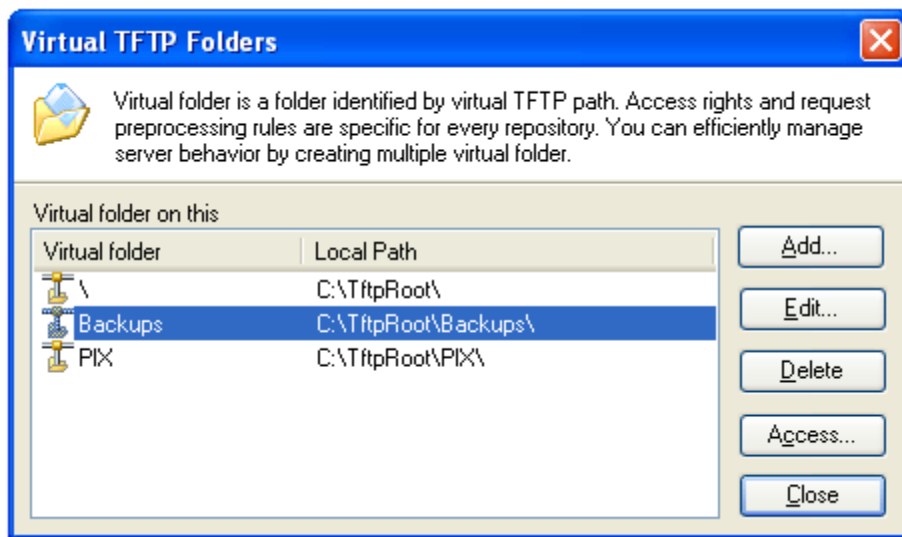 Virtual TFTP Folders
Virtual folder is a folder identified by virtual TFTP path. Access rights and request
preprocessing rules are specific for every repository. You can efficiently manage
server behavior by creating multiple virtual folder.
Virtual folder on this
Virtual folder Local Path
\ C:\TftpRoot\
Backups C:\TftpRoot\Backups\
PIX C:\TftpRoot\PIX\
Add...
Edit...
Delete
Access...
Close